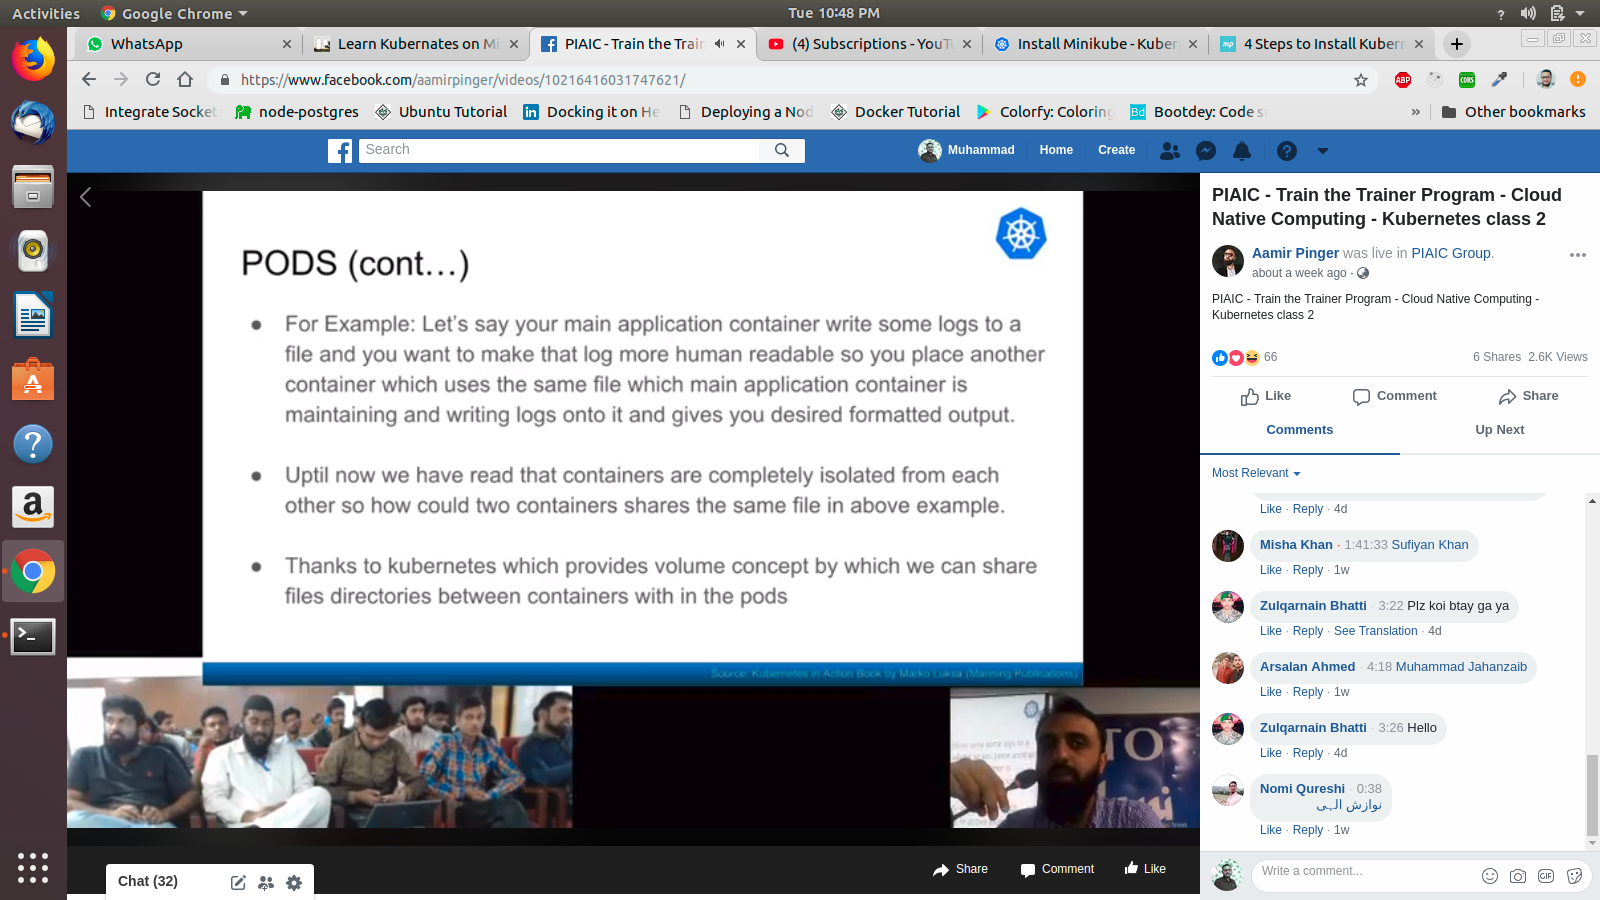 Activities
Google Chrome
Tue 10:48 PM
WhatsApp
Learn Kubernates on Mi
PIAIC - Train the Train
(4) Subscriptions - YouTu
Install Minikube - Kuber
4 Steps to Install Kubern
https://www.facebook.com/aamirpinger/videos/10216416031747621/
ABP
CORS
Integrate Socket
node-postgres
Ubuntu Tutorial
Docking it on He
Deploying a Nod
Docker Tutorial
Colorfy: Coloring
Bootdey: Code s
Other bookmarks
Search
Muhammad
Home
Create
PODS (cont...)
For Example: Let's say your main application container write some logs to a
file and you want to make that log more human readable so you place another
container which uses the same file which main application container is
maintaining and writing logs onto it and gives you desired formatted output.
Uptil now we have read that containers are completely isolated from each
other so how could two containers shares the same file in above example.
Thanks to kubernetes which provides volume concept by which we can share
files directories between containers with in the pods
Source: Kubernetes in Action Book by Marko Luksa (Manning Publications)
Share
Comment
Like
Chat (32)
PIAIC - Train the Trainer Program - Cloud
Native Computing - Kubernetes class 2
Aamir Pinger was live in PIAIC Group.
about a week ago ·
PIAIC - Train the Trainer Program - Cloud Native Computing -
Kubernetes class 2
66
6 Shares 2.6K Views
Like
Comment
Share
Comments
Up Next
Most Relevant
Like · Reply · 4d
Misha Khan · 1:41:33 Sufiyan Khan
Like · Reply · 1w
Zulqarnain Bhatti · 3:22 Plz koi btay ga ya
Like · Reply · See Translation · 4d
Arsalan Ahmed · 4:18 Muhammad Jahanzaib
Like · Reply · 1w
Zulqarnain Bhatti · 3:26 Hello
Like · Reply · 4d
Nomi Qureshi · 0:38
نوازش الہی
Like · Reply · 1w
Write a comment...
GIF